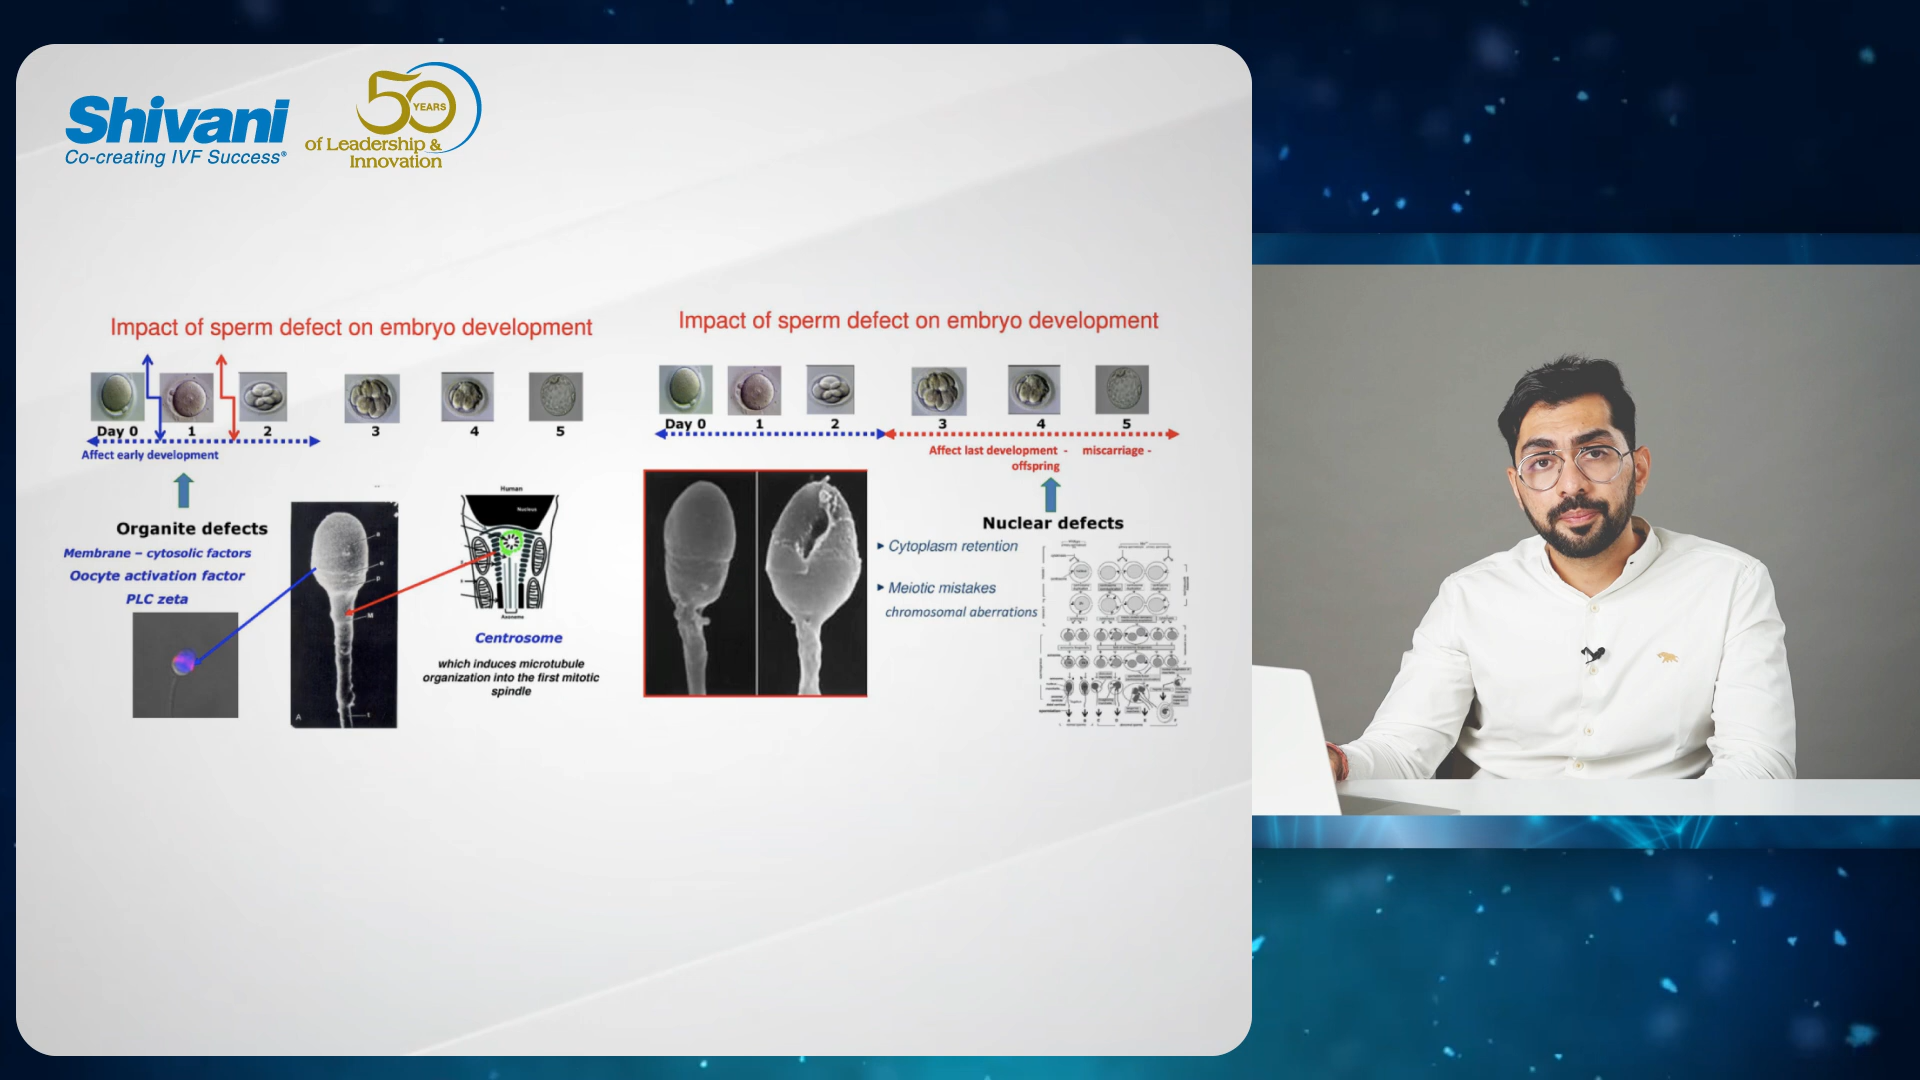 Shivani
Co-creating IVF Success®
50
YEARS
of Leadership &
Innovation
Impact of sperm defect on embryo development
Day 0 1 2 3 4 5
Affect early development
Organite defects
Membrane – cytosolic factors
Oocyte activation factor
PLC zeta
A
M
t
Human
Nucleus
Axoneme
Centrosome
which induces microtubule
organization into the first mitotic
spindle
Impact of sperm defect on embryo development
Day 0 1 2 3 4 5
Affect last development - miscarriage -
offspring
Nuclear defects
▸ Cytoplasm retention
▸ Meiotic mistakes
chromosomal aberrations